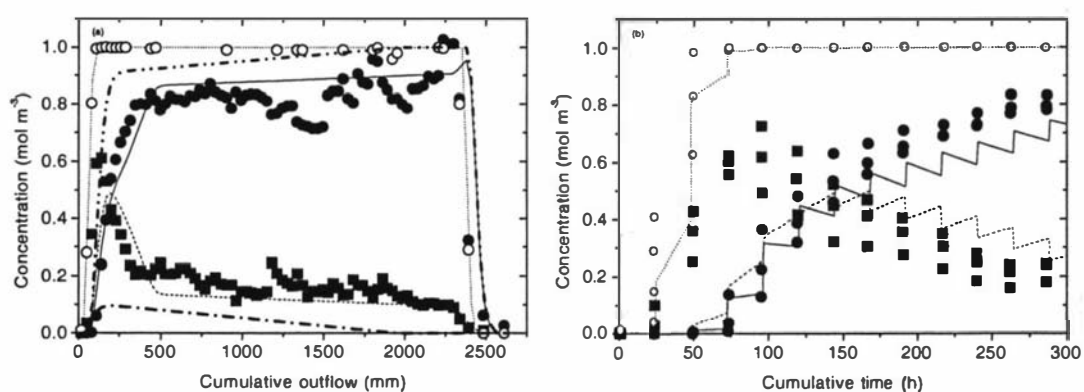 (a)
Concentration (mol m⁻³)
1.0
0.8
0.6
0.4
0.2
0.0
0 500 1000 1500 2000 2500
Cumulative outflow (mm)
(b)
Concentration (mol m⁻³)
1.0
0.8
0.6
0.4
0.2
0.0
0 50 100 150 200 250 300
Cumulative time (h)